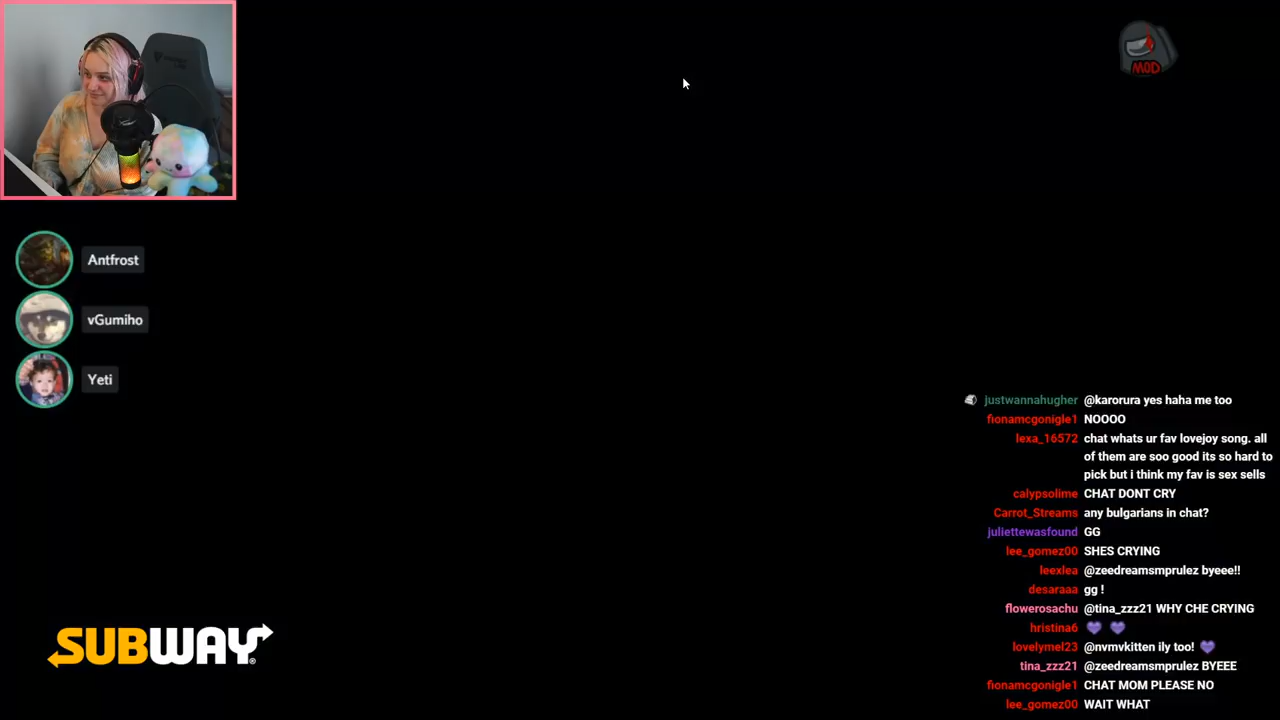 MOD
Antfrost
vGumiho
Yeti
justwannahugher @karorura yes haha me too
fionamcgonigle1 NOOOO
lexa_16572 chat whats ur fav lovejoy song. all
of them are soo good its so hard to
pick but i think my fav is sex sells
calypsolime CHAT DONT CRY
Carrot_Streams any bulgarians in chat?
juliettewasfound GG
lee_gomez00 SHES CRYING
leexlea @zeedreamsmprulez byeee!!
desaraaa gg !
flowerosachu @tina_zzz21 WHY CHE CRYING
hristina6 💜 💜
lovelymel23 @nvmvkitten ily too! 💜
tina_zzz21 @zeedreamsmprulez BYEEE
fionamcgonigle1 CHAT MOM PLEASE NO
lee_gomez00 WAIT WHAT
SUBWAY®